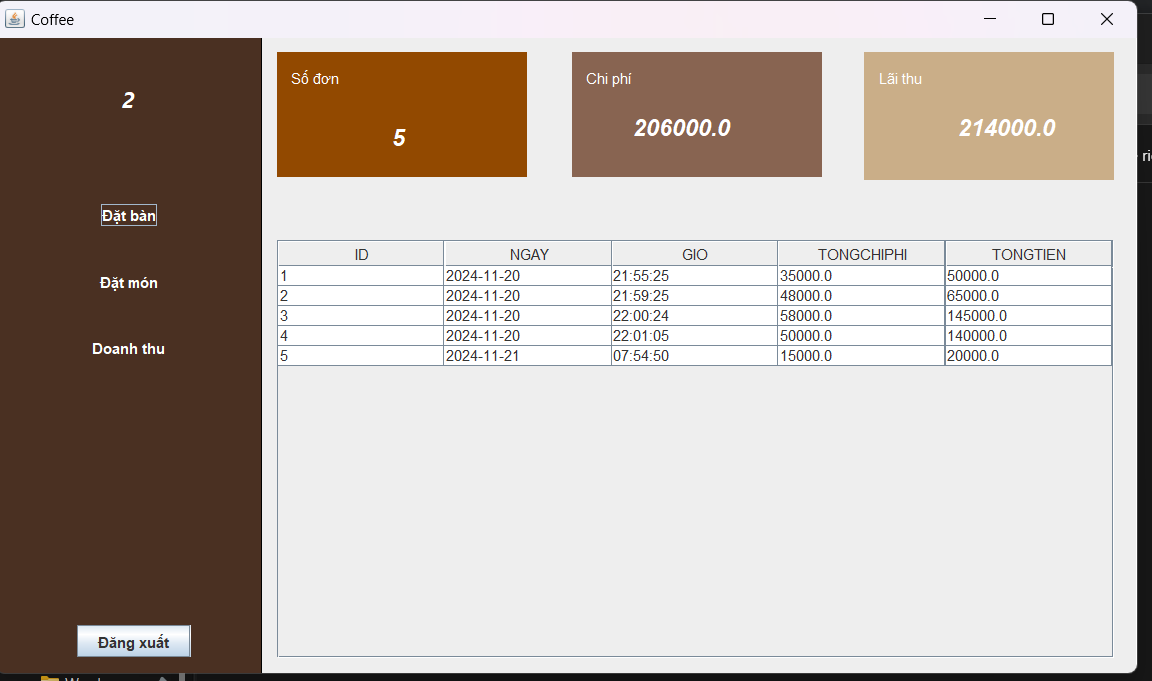 Coffee
2
Đặt bàn
Đặt món
Doanh thu
Đăng xuất
Số đơn
5
Chi phí
206000.0
Lãi thu
214000.0
ID NGAY GIO TONGCHIPHI TONGTIEN
1 2024-11-20 21:55:25 35000.0 50000.0
2 2024-11-20 21:59:25 48000.0 65000.0
3 2024-11-20 22:00:24 58000.0 145000.0
4 2024-11-20 22:01:05 50000.0 140000.0
5 2024-11-21 07:54:50 15000.0 20000.0